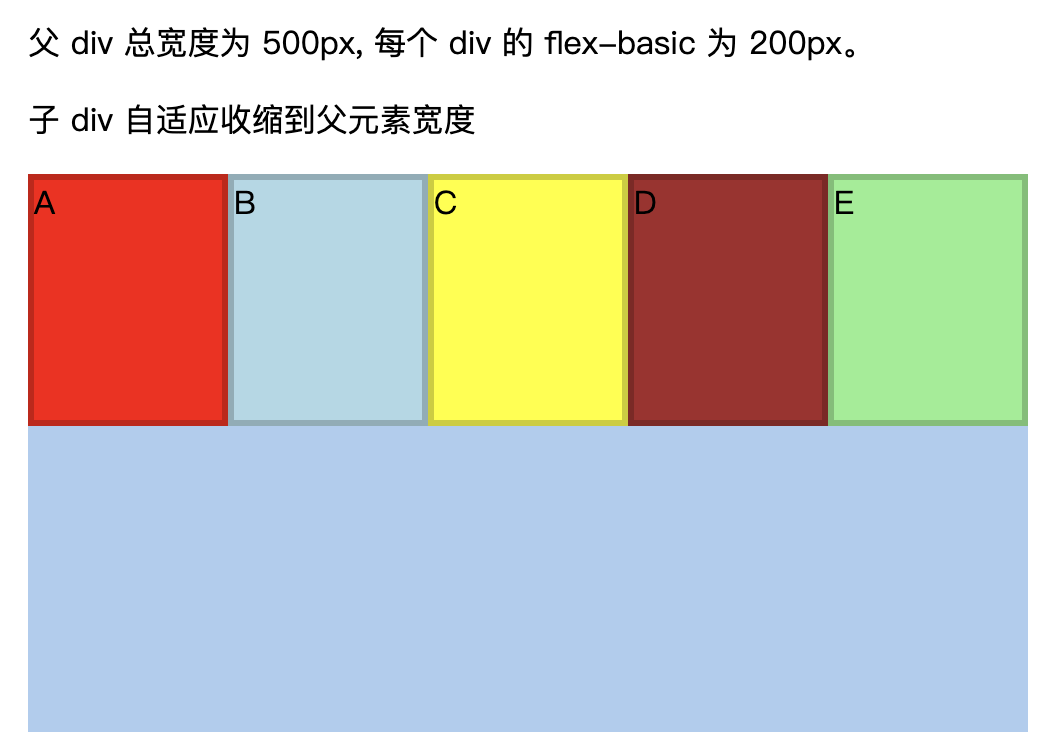 父 div 总宽度为 500px, 每个 div 的 flex-basic 为 200px。
子 div 自适应收缩到父元素宽度
A B C D E